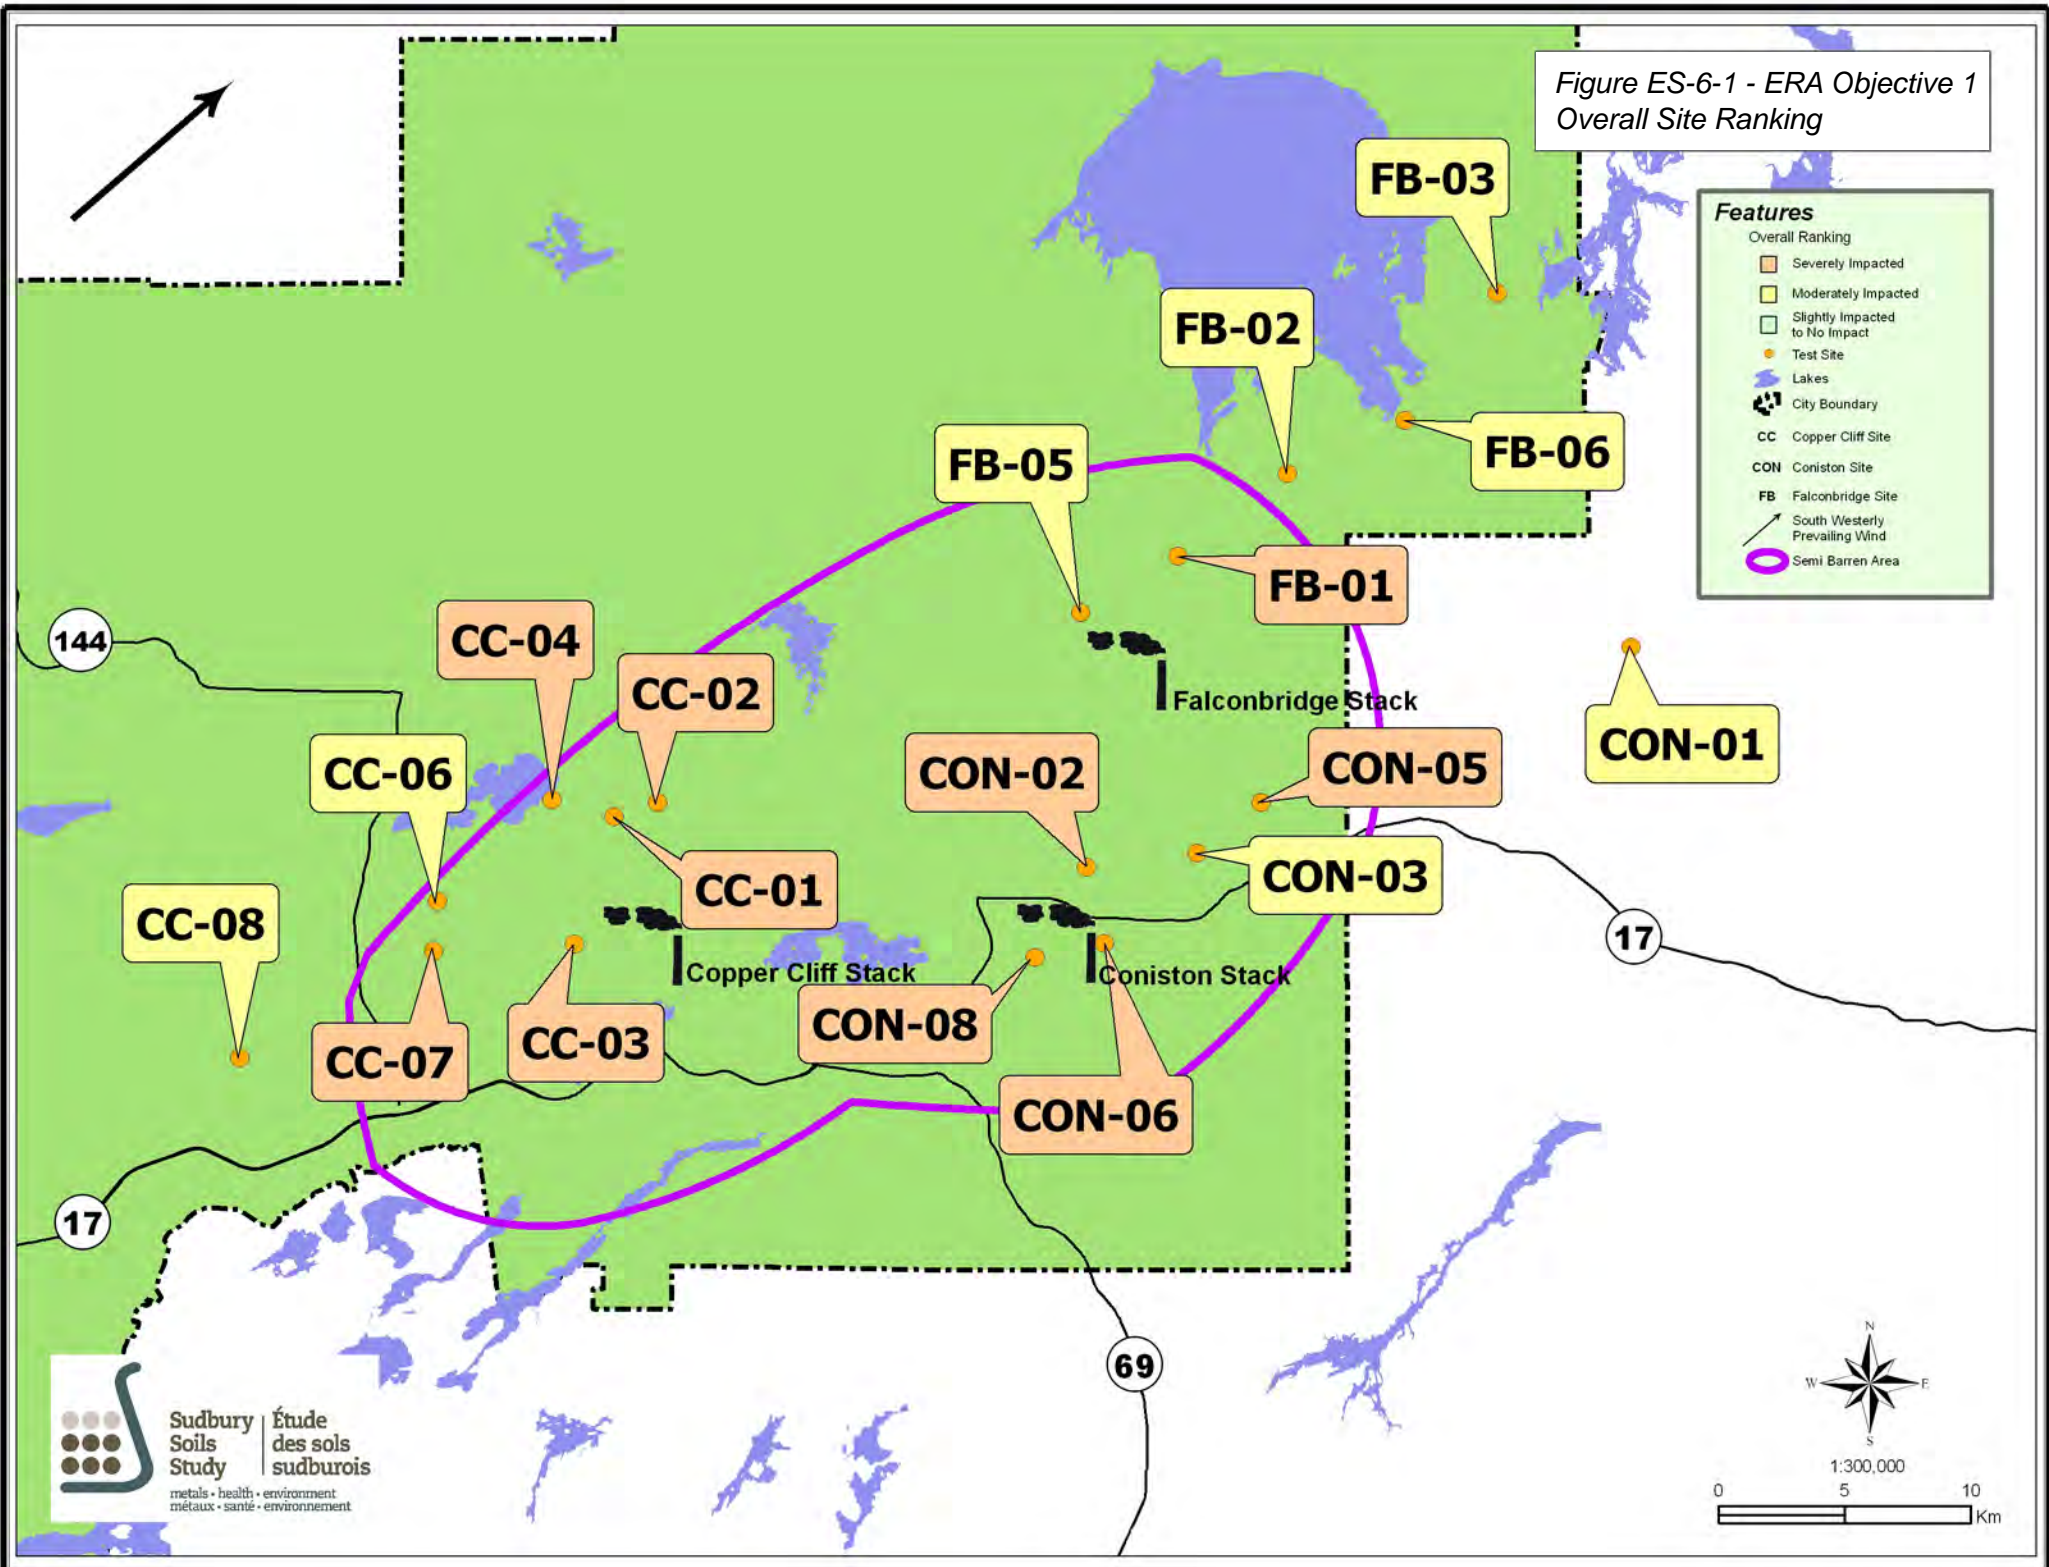 Figure ES-6-1 - ERA Objective 1
Overall Site Ranking
Features
Overall Ranking
Severely Impacted
Moderately Impacted
Slightly Impacted
to No Impact
Test Site
Lakes
City Boundary
CC Copper Cliff Site
CON Coniston Site
FB Falconbridge Site
South Westerly
Prevailing Wind
Semi Barren Area
FB-03
FB-02
FB-06
FB-05
FB-01
144
CC-04
CC-02
Falconbridge Stack
CON-01
CC-06
CON-02
CON-05
CC-01
CON-03
CC-08
17
Copper Cliff Stack
Coniston Stack
CON-08
CC-03
CC-07
CON-06
17
69
N
W
E
S
1:300,000
0 5 10
Km
Sudbury
Soils
Study
Étude
des sols
sudburois
metals • health • environment
métaux • santé • environnement